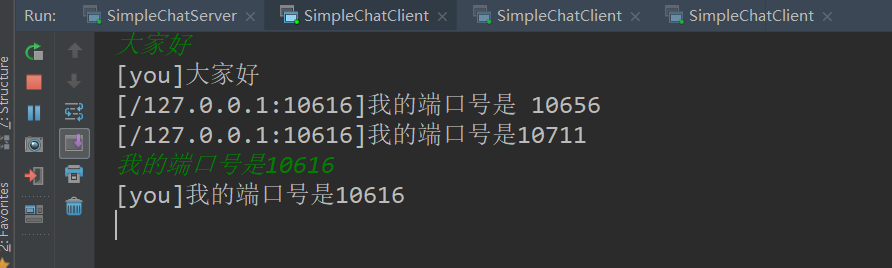 Run: SimpleChatServer SimpleChatClient SimpleChatClient SimpleChatClient
大家好
[you]大家好
[/127.0.0.1:10616]我的端口号是 10656
[/127.0.0.1:10616]我的端口号是10711
我的端口号是10616
[you]我的端口号是10616
7: Structure
2: Favorites